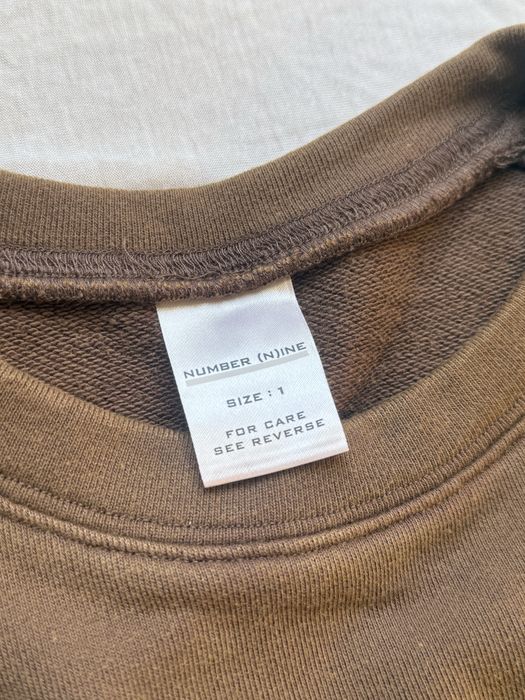 NUMBER (N)INE
SIZE : 1
FOR CARE
SEE REVERSE